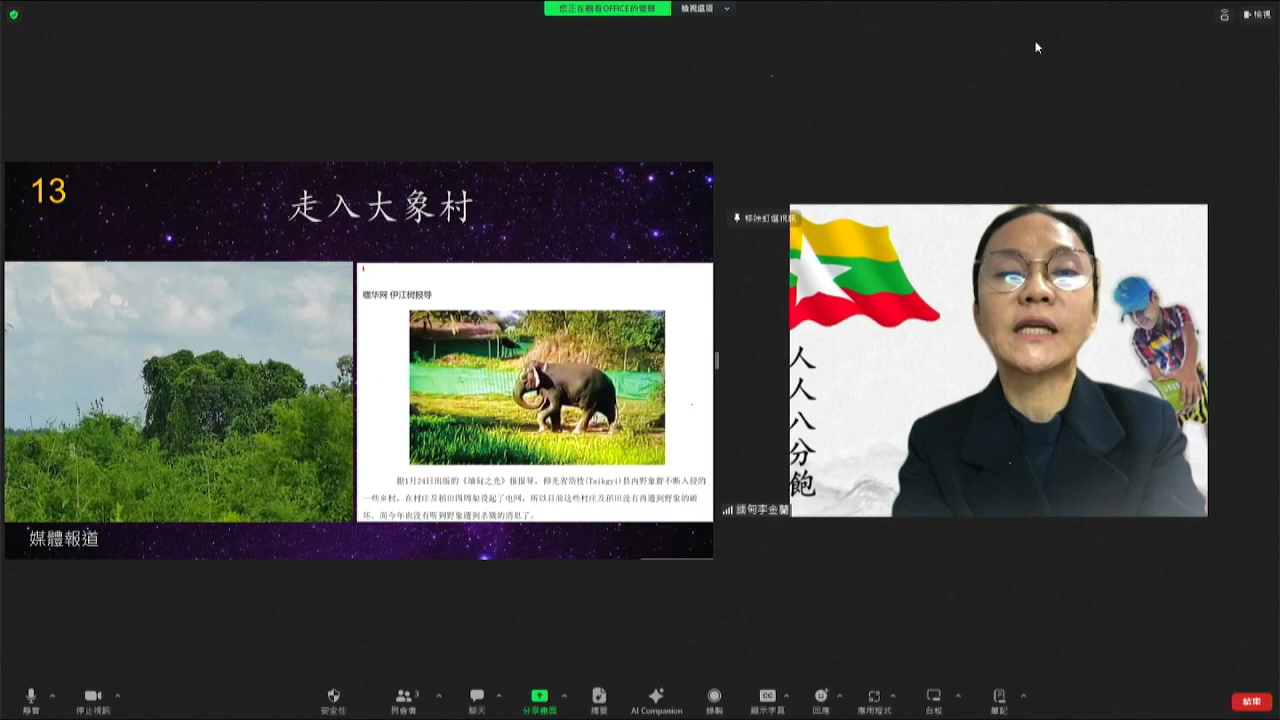 您正在觀看OFFICE的螢幕
檢視選項
檢視
13
走入大象村
缅华网 伊江树报导
据1月24日出版的《缅甸之光》报报导，仰光省岱枝(Taikgyi)县内野象群不断入侵的
一些乡村，在村庄及稻田四周架设起了电网，所以目前这些村庄及稻田没有再遭到野象的破
坏，而今年也没有听到野象遭到杀戮的消息了。
媒體報道
移除釘選視訊
人人八分飽
緬甸李金蘭
靜音
停止視訊
安全性
與會者
3
聊天
分享畫面
摘要
AI Companion
錄製
CC
顯示字幕
回應
應用程式
白板
筆記
結束